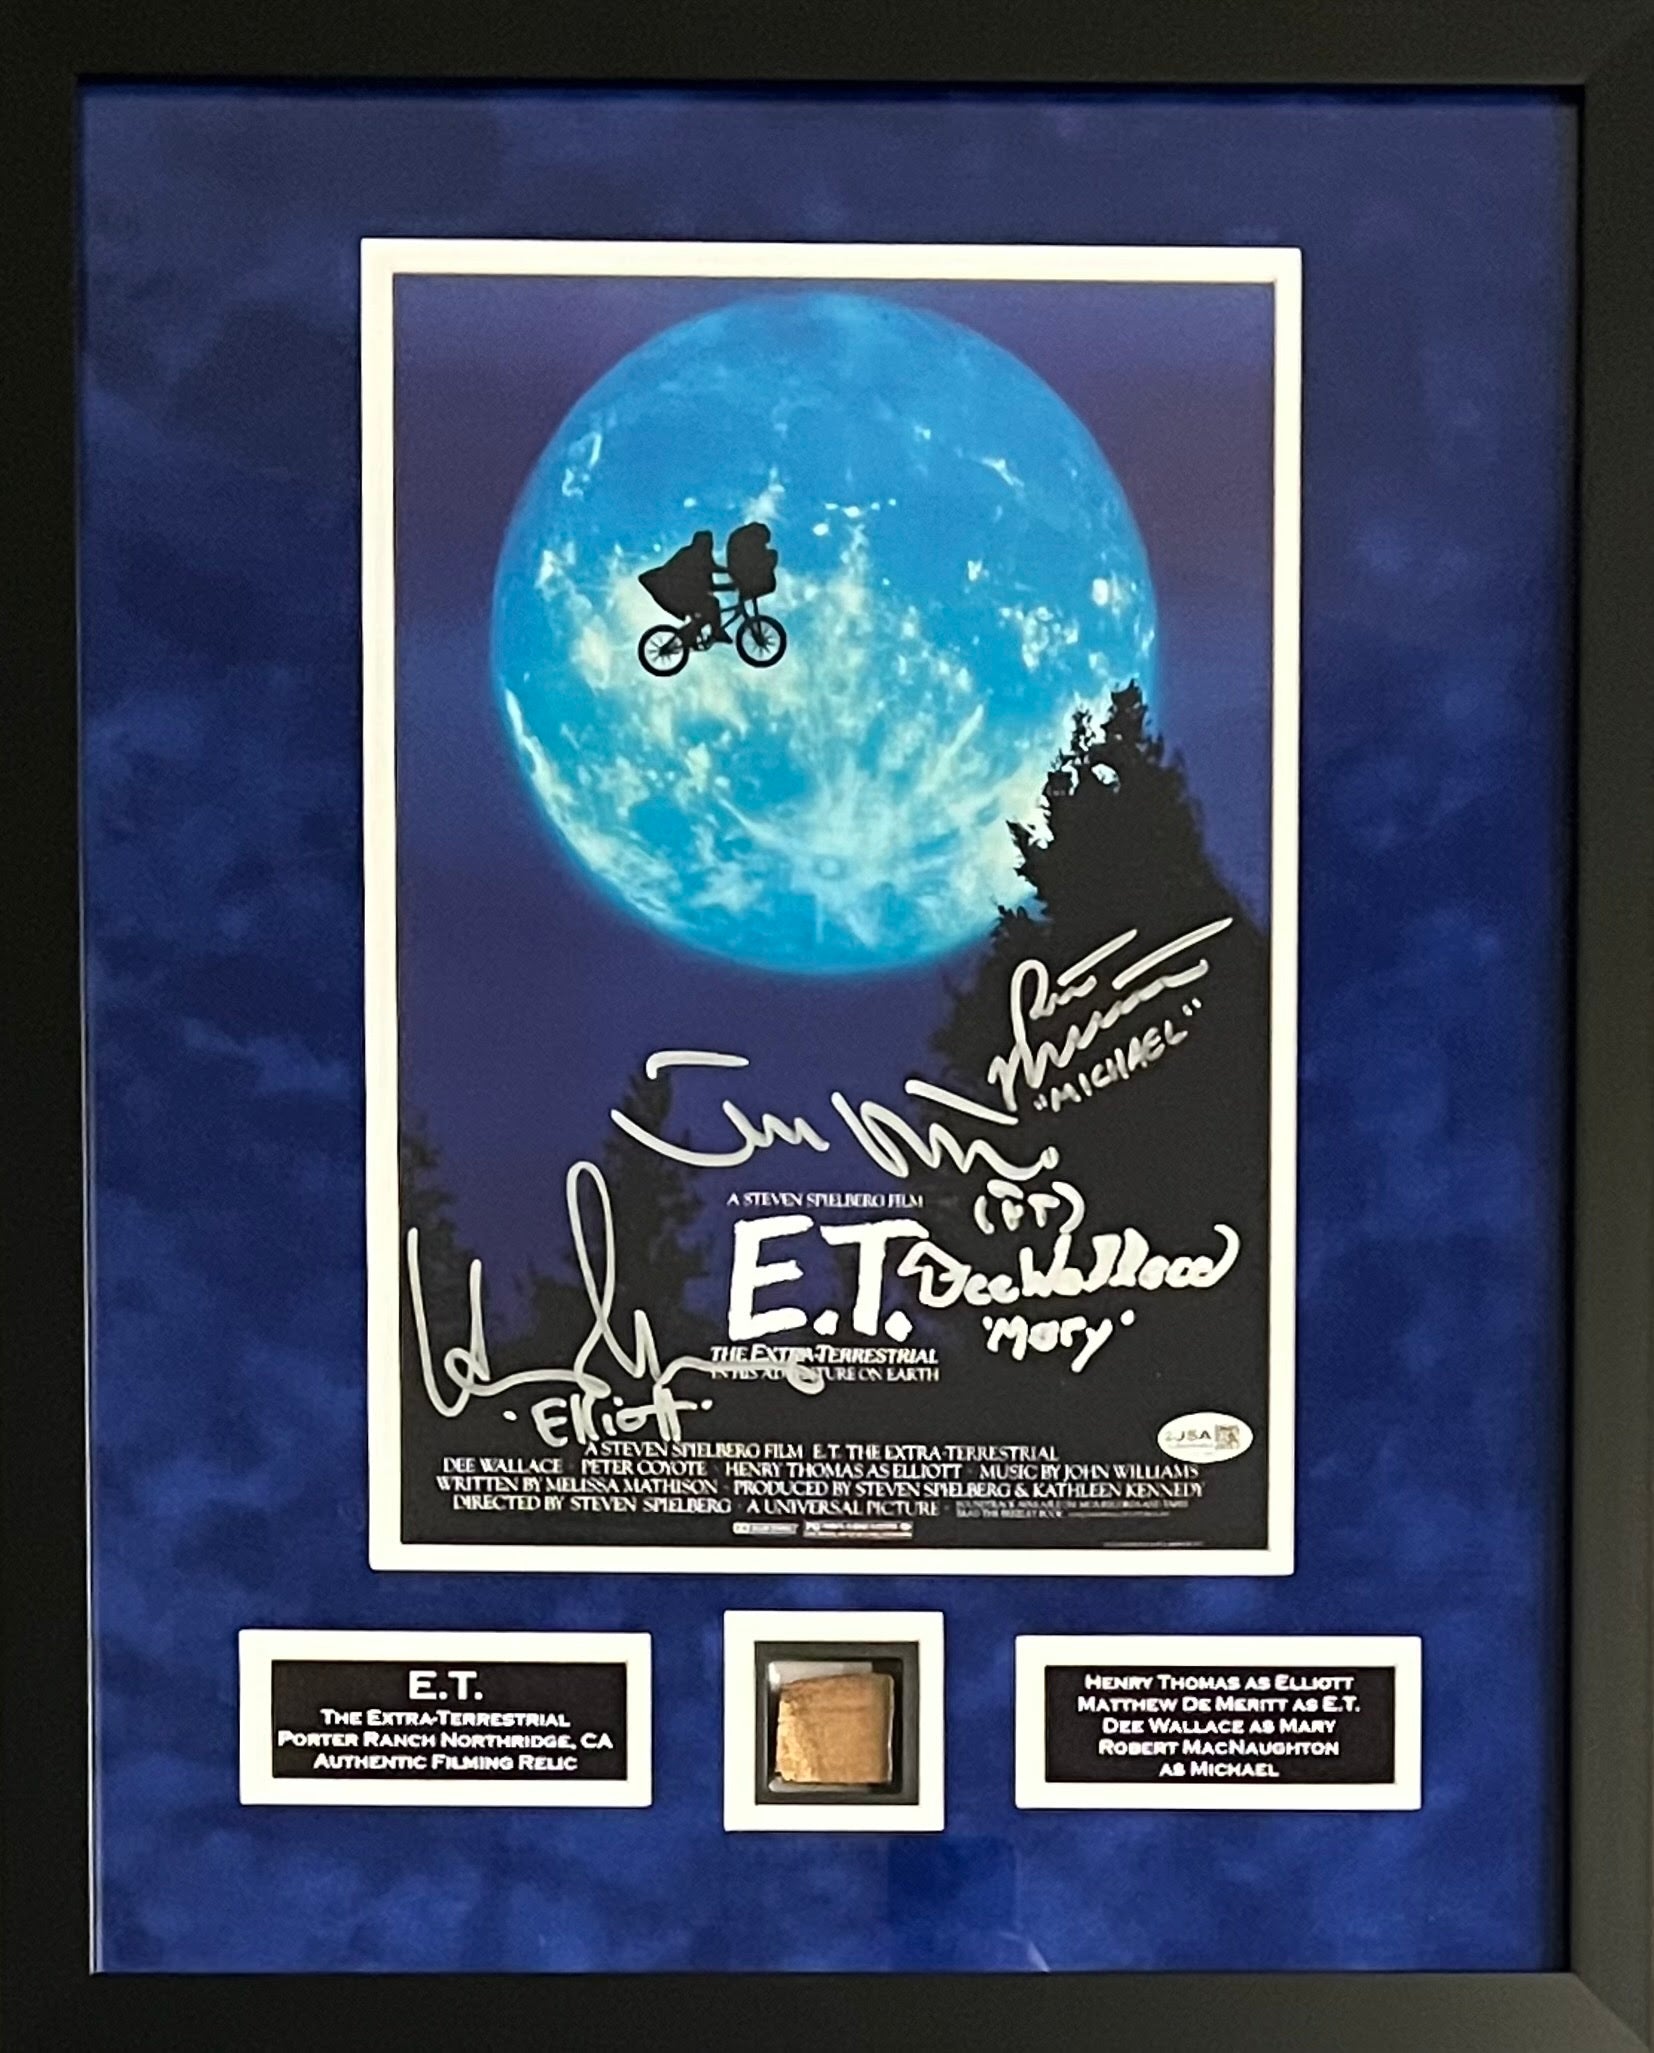 "MICHAEL"
A STEVEN SPIELBERG FILM
(ET)
E.T.
Dee Wallace
'Mary'
THE EXTRA-TERRESTRIAL
IN HIS ADVENTURE ON EARTH
"Elliott"
JSA
A STEVEN SPIELBERG FILM E.T. THE EXTRA-TERRESTRIAL
DEE WALLACE · PETER COYOTE · HENRY THOMAS AS ELLIOTT · MUSIC BY JOHN WILLIAMS
WRITTEN BY MELISSA MATHISON · PRODUCED BY STEVEN SPIELBERG & KATHLEEN KENNEDY
DIRECTED BY STEVEN SPIELBERG · A UNIVERSAL PICTURE
E.T.
THE EXTRA-TERRESTRIAL
PORTER RANCH NORTHRIDGE, CA
AUTHENTIC FILMING RELIC
HENRY THOMAS AS ELLIOTT
MATTHEW DE MERITT AS E.T.
DEE WALLACE AS MARY
ROBERT MACNAUGHTON
AS MICHAEL